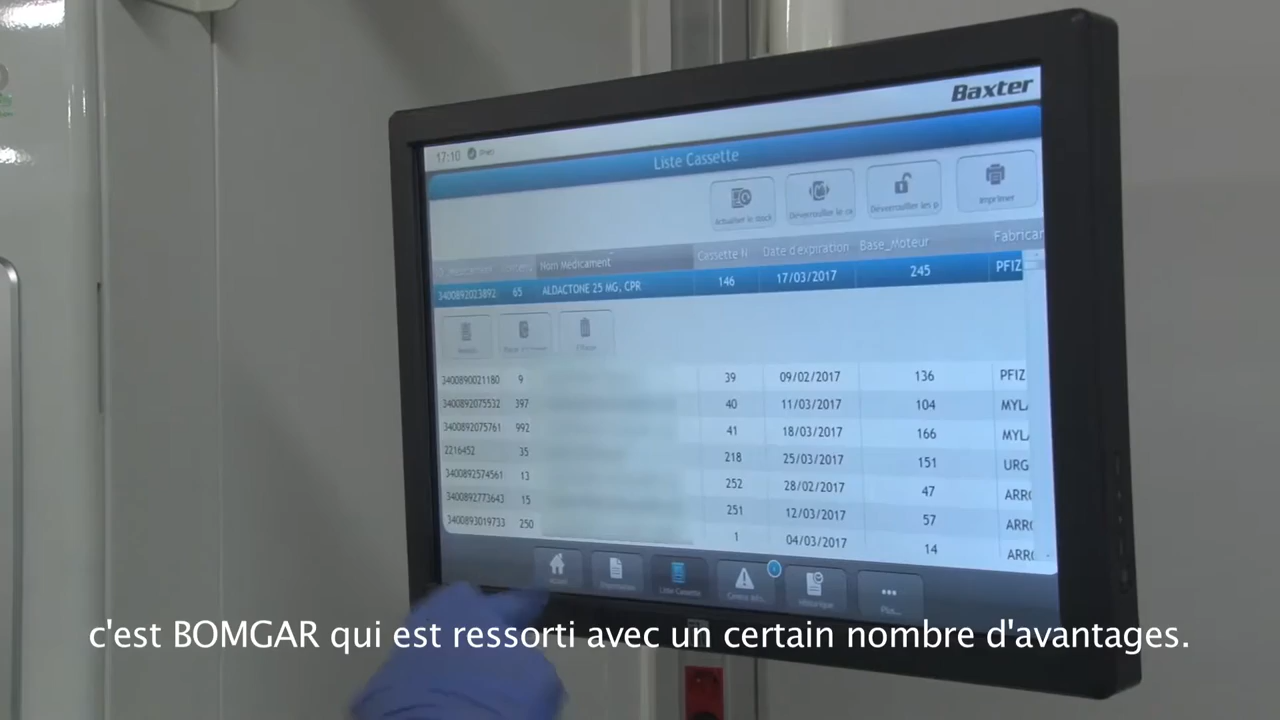 Baxter
17:10
Liste Cassette
Actualiser le stock
Déverrouiller le ca
Déverrouiller les p
Imprimer
Nom Médicament
Cassette N
Date d'expiration
Base_Moteur
Fabrican
3400892023892 65 ALDACTONE 25 MG, CPR 146 17/03/2017 245 PFIZ
3400890021180 9 39 09/02/2017 136 PFIZ
3400892075532 397 40 11/03/2017 104 MYL
3400892075761 992 41 18/03/2017 166 MYL
2216452 35 218 25/03/2017 151 URG
3400892574561 13 252 28/02/2017 47 ARR
3400892773643 15 251 12/03/2017 57 ARR
3400893019733 250 1 04/03/2017 14 ARR
Liste Cassette
Historique
Plus...
c'est BOMGAR qui est ressorti avec un certain nombre d'avantages.